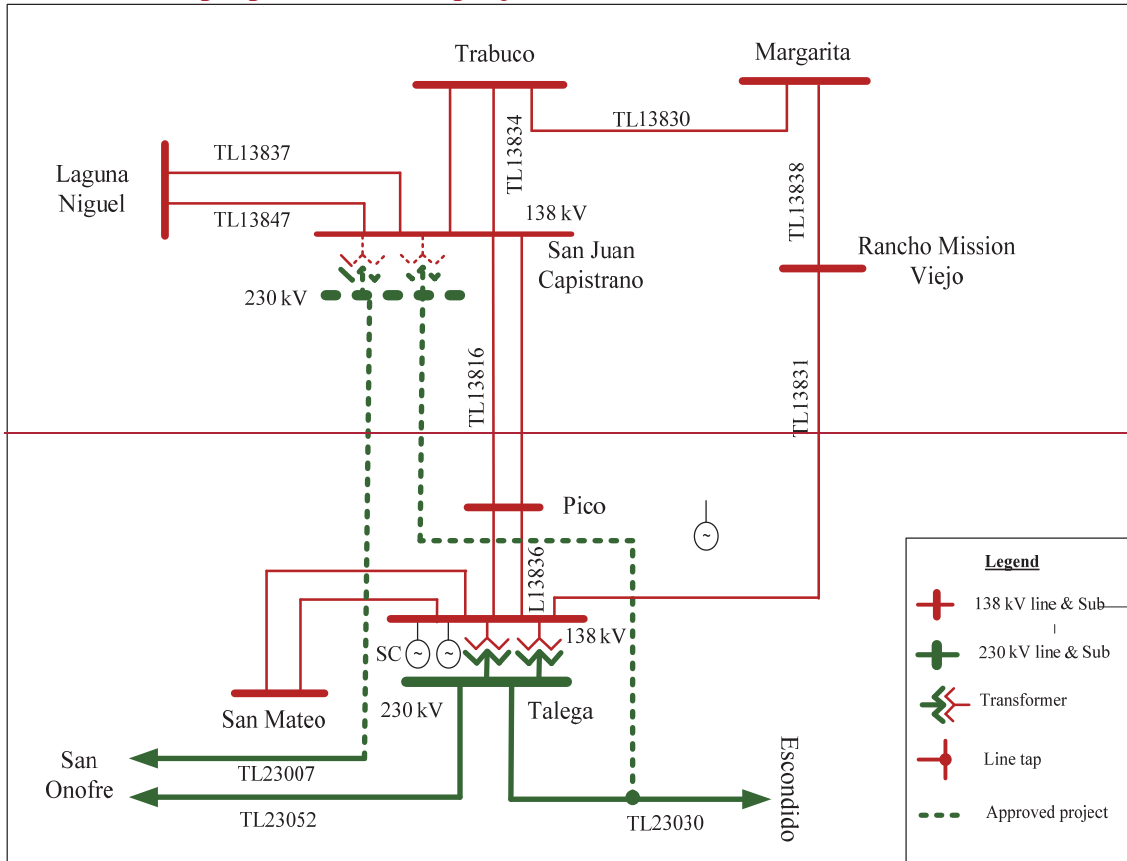 Trabuco
Margarita
TL13830
TL13834
TL13837
Laguna
Niguel
TL13847
TL13838
138 kV
San Juan
Capistrano
Rancho Mission
Viejo
230 kV
TL13816
TL13831
Pico
~
L13836
Legend
138 kV line & Sub
230 kV line & Sub
Transformer
Line tap
Approved project
138 kV
SC
~
~
San Mateo
230 kV
Talega
San
Onofre
TL23007
TL23052
TL23030
Escondido